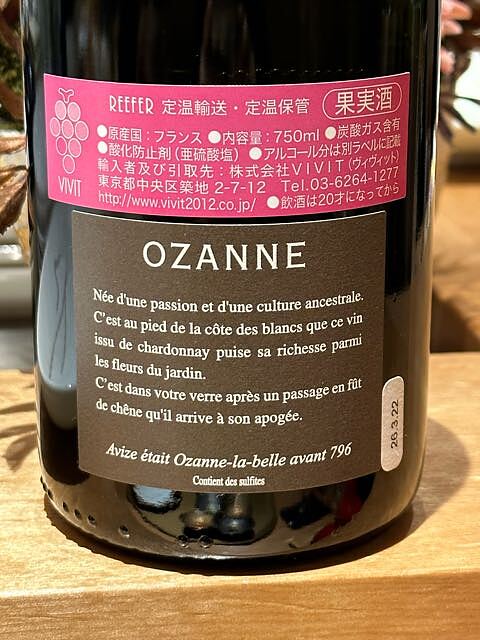 REEFER 定温輸送・定温保管 果実酒
●原産国：フランス ●内容量：750ml ●炭酸ガス含有
●酸化防止剤（亜硫酸塩） ●アルコール分は別ラベルに記載
輸入者及び引取先：株式会社VIVIT（ヴィヴィット）
東京都中央区築地 2-7-12 Tel.03-6264-1277
http://www.vivit2012.co.jp/ ●飲酒は20才になってから
VIVIT
OZANNE
Née d'une passion et d'une culture ancestrale.
C'est au pied de la côte des blancs que ce vin
issu de chardonnay puise sa richesse parmi
les fleurs du jardin.
C'est dans votre verre après un passage en fût
de chêne qu'il arrive à son apogée.
Avize était Ozanne-la-belle avant 796
Contient des sulfites
26.3.22